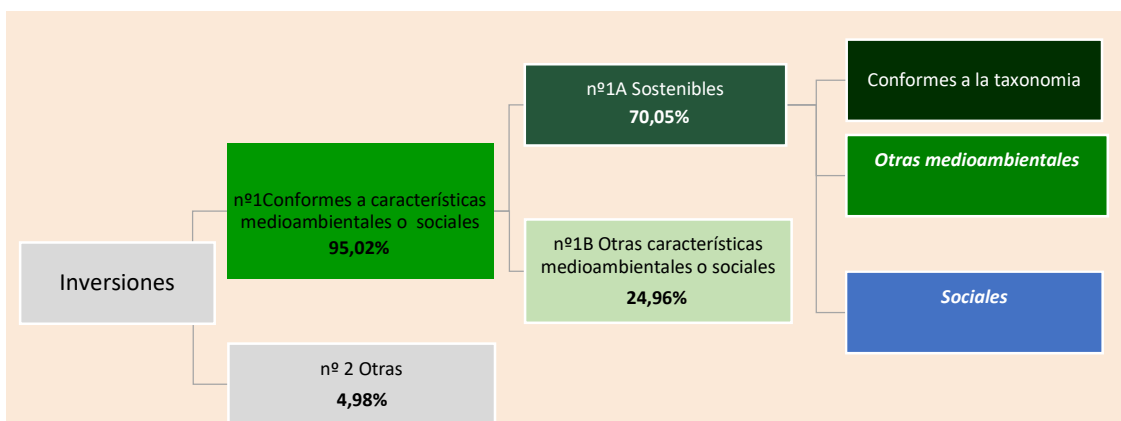 Inversiones
nº1Conformes a características
medioambientales o sociales
95,02%
nº 2 Otras
4,98%
nº1A Sostenibles
70,05%
nº1B Otras características
medioambientales o sociales
24,96%
Conformes a la taxonomia
Otras medioambientales
Sociales